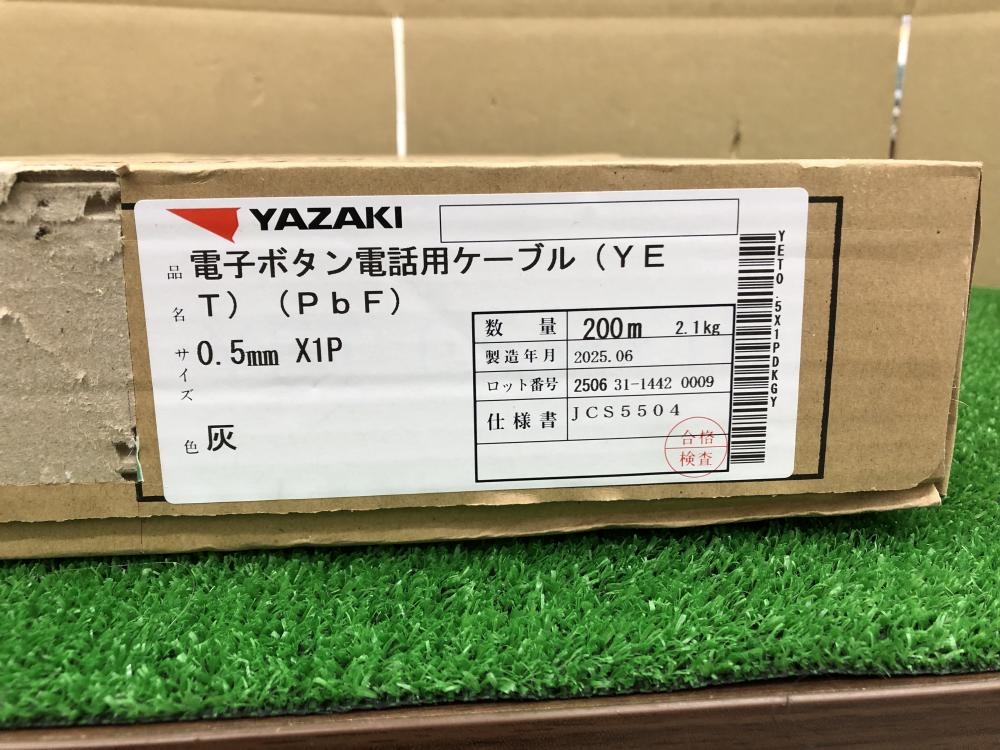 YAZAKI
品名 電子ボタン電話用ケーブル（ＹＥ
Ｔ）（ＰｂＦ）
サイズ 0.5mm X1P
色 灰
数量 200m 2.1kg
製造年月 2025.06
ロット番号 2506 31-1442 0009
仕様書 JCS5504
合格
検査
YET0.5X1PDKGY